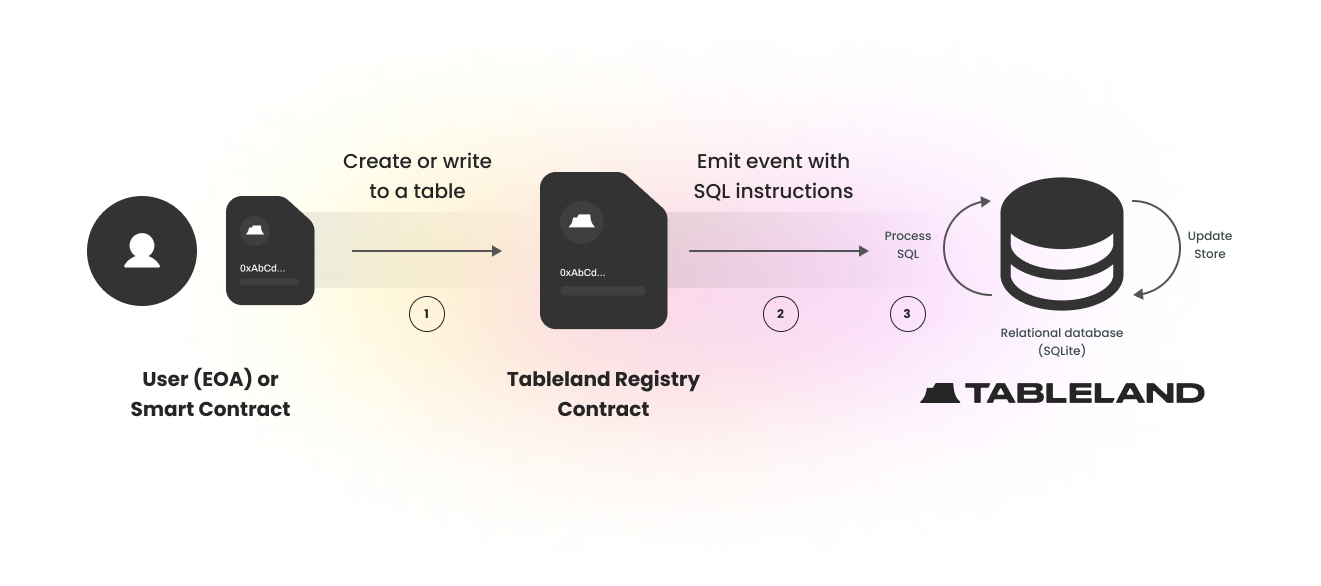 Create or write
to a table
Emit event with
SQL instructions
0xAbCd...
0xAbCd...
Process
SQL
Update
Store
1
2
3
Relational database
(SQLite)
User (EOA) or
Smart Contract
Tableland Registry
Contract
TABLELAND